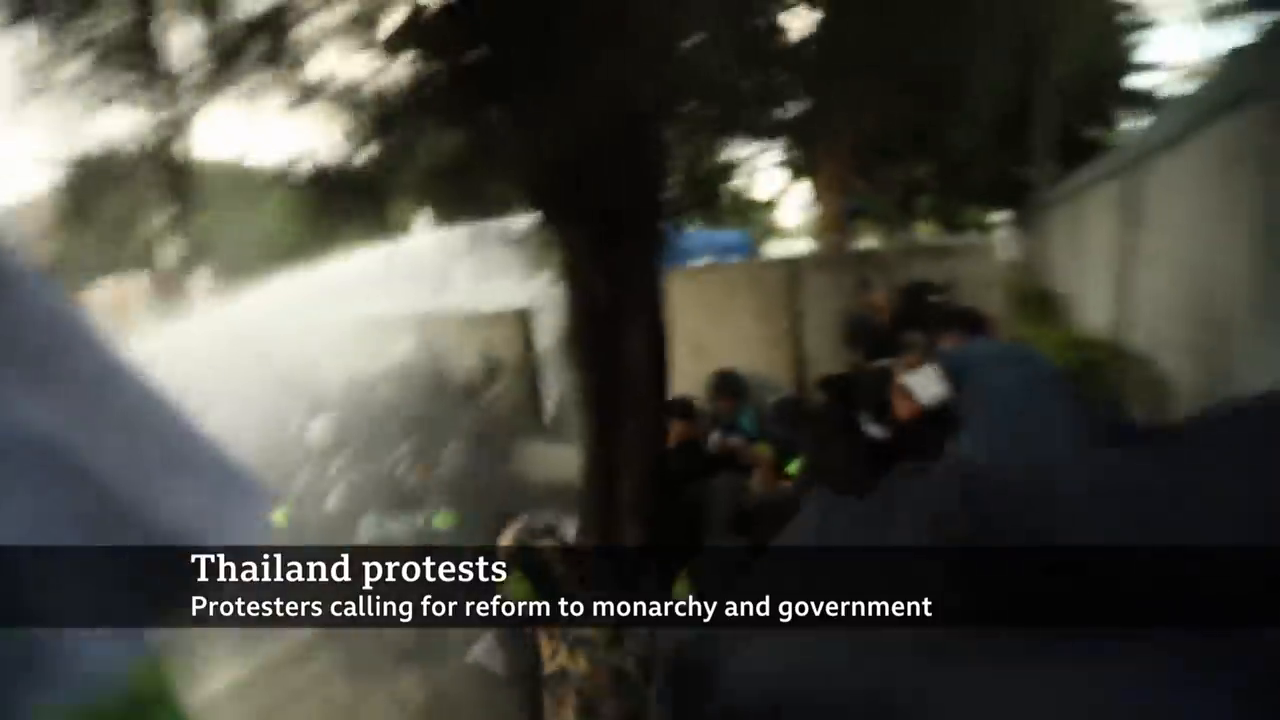 Thailand protests
Protesters calling for reform to monarchy and government